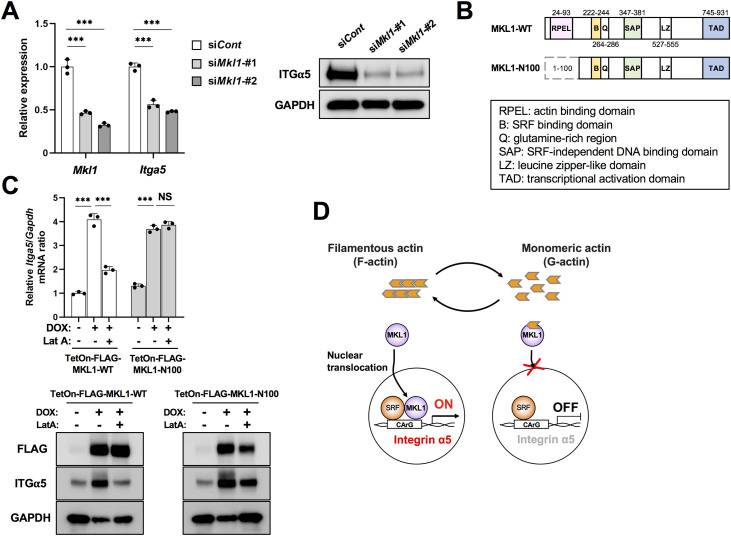 A
Relative expression
1.5
1.0
0.5
0
***
***
***
***
Mkl1
Itga5
siCont
siMkl1-#1
siMkl1-#2
siCont
siMkl1-#1
siMkl1-#2
ITGα5
GAPDH
B
24-93
222-244
347-381
745-931
MKL1-WT
RPEL
B
Q
SAP
LZ
TAD
264-286
527-555
MKL1-N100
1-100
B
Q
SAP
LZ
TAD
RPEL: actin binding domain
B: SRF binding domain
Q: glutamine-rich region
SAP: SRF-independent DNA binding domain
LZ: leucine zipper-like domain
TAD: transcriptional activation domain
C
Relative Itga5/Gapdh
mRNA ratio
5
4
3
2
1
0
*** *** *** NS
DOX: - + + - + +
Lat A: + +
TetOn-FLAG-
MKL1-WT
TetOn-FLAG-
MKL1-N100
TetOn-FLAG-MKL1-WT
DOX: - + +
LatA: - - +
FLAG
ITGα5
GAPDH
TetOn-FLAG-MKL1-N100
DOX: - + +
LatA: - - +
D
Filamentous actin
(F-actin)
Monomeric actin
(G-actin)
MKL1
MKL1
Nuclear
translocation
SRF
MKL1
ON
CArG
Integrin α5
SRF
OFF
CArG
Integrin α5